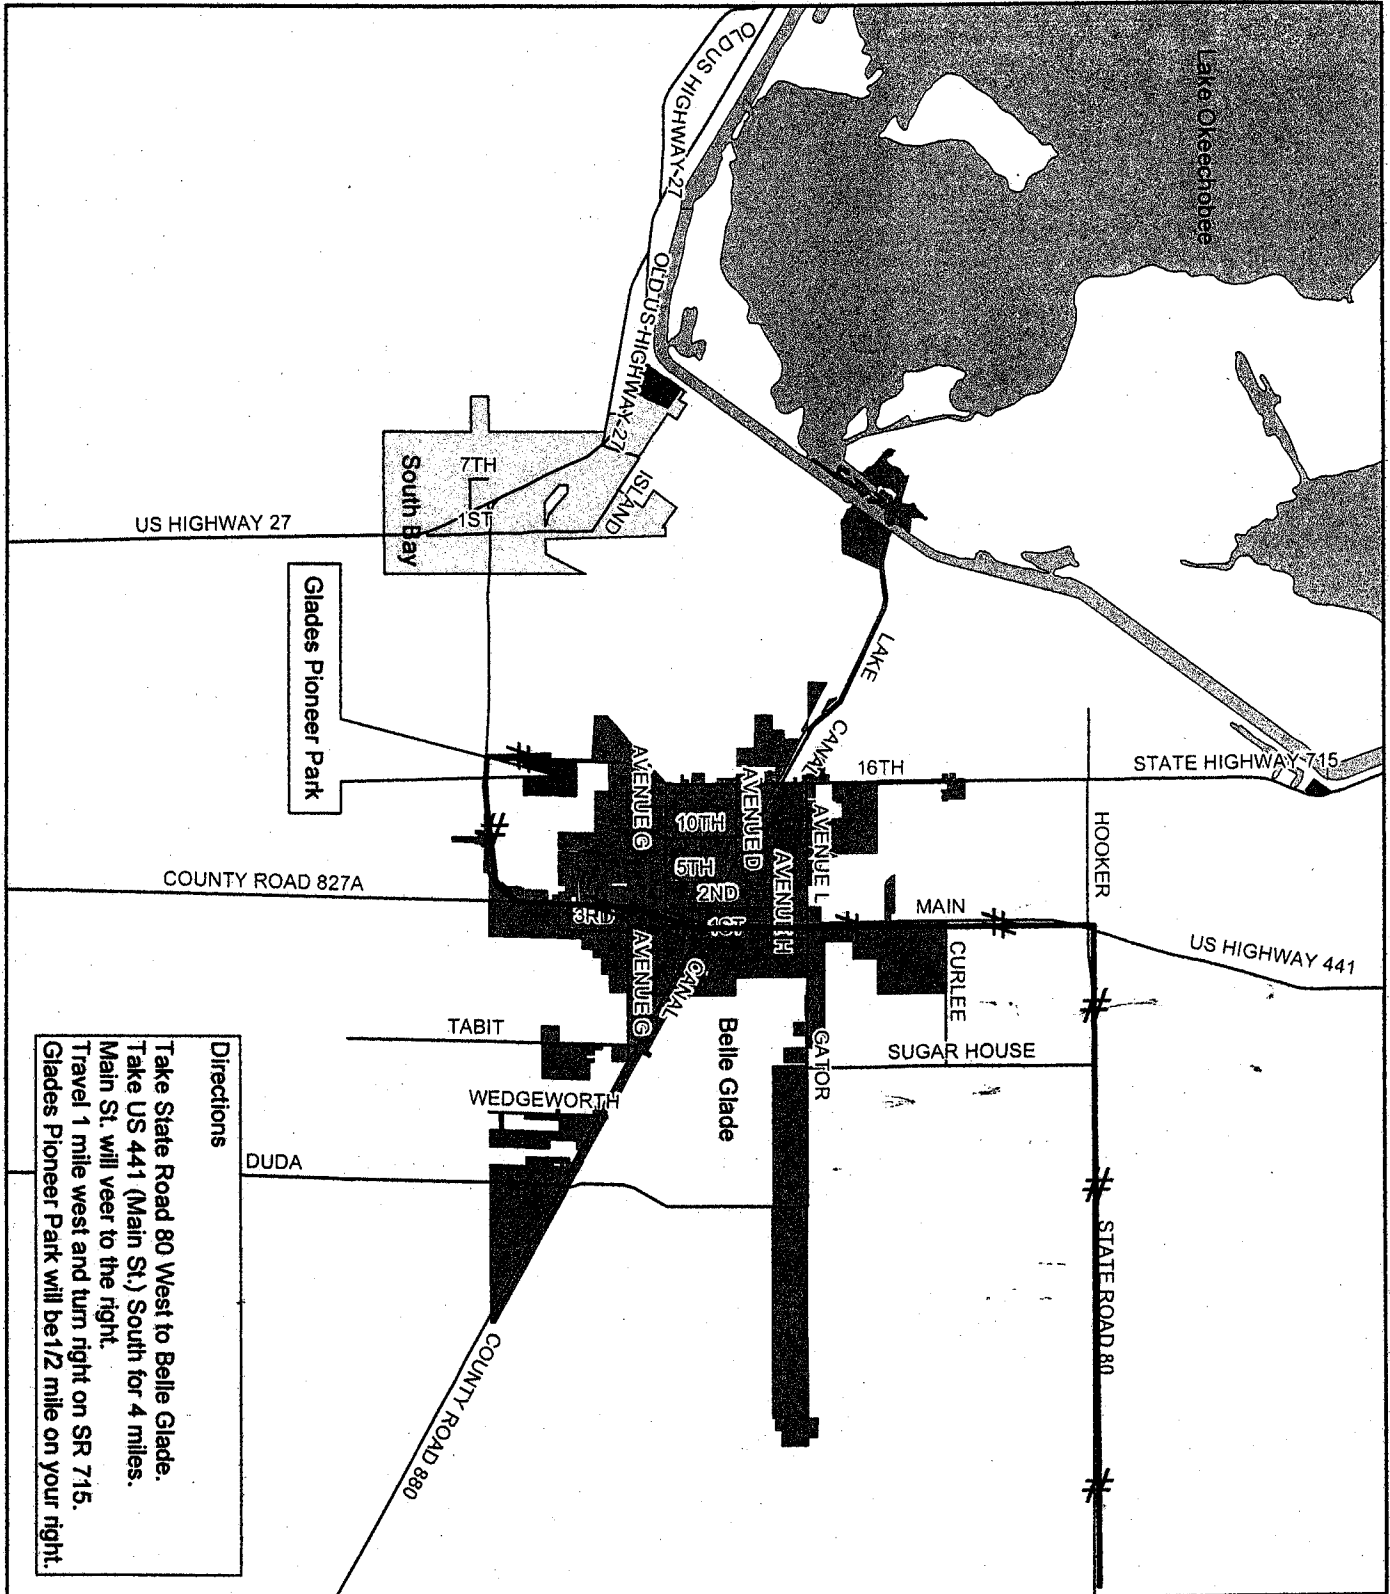 Lake Okeechobee
OLD US HIGHWAY 27
OLD US HIGHWAY 27
ISLAND
7TH
1ST
South Bay
US HIGHWAY 27
Glades Pioneer Park
LAKE
CANAL
16TH
STATE HIGHWAY 715
HOOKER
AVENUE G
AVENUE D
AVENUE L
AVENUE H
10TH
5TH
2ND
3RD
1ST
MAIN
COUNTY ROAD 827A
US HIGHWAY 441
AVENUE G
CANAL
CURLEE
TABIT
Belle Glade
GATOR
SUGAR HOUSE
WEDGEWORTH
DUDA
STATE ROAD 80
COUNTY ROAD 880
Directions
Take State Road 80 West to Belle Glade.
Take US 441 (Main St.) South for 4 miles.
Main St. will veer to the right.
Travel 1 mile west and turn right on SR 715.
Glades Pioneer Park will be1/2 mile on your right.